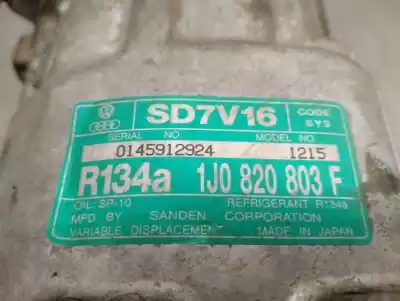 SD7V16
CODE
SY3
SERIAL NO
MODEL NO
0145912924
1215
R134a
1J0 820 803 F
OIL: SP-10
REFRIGERANT R134a
MFD BY SANDEN CORPORATION
VARIABLE DISPLACEMENT
MADE IN JAPAN